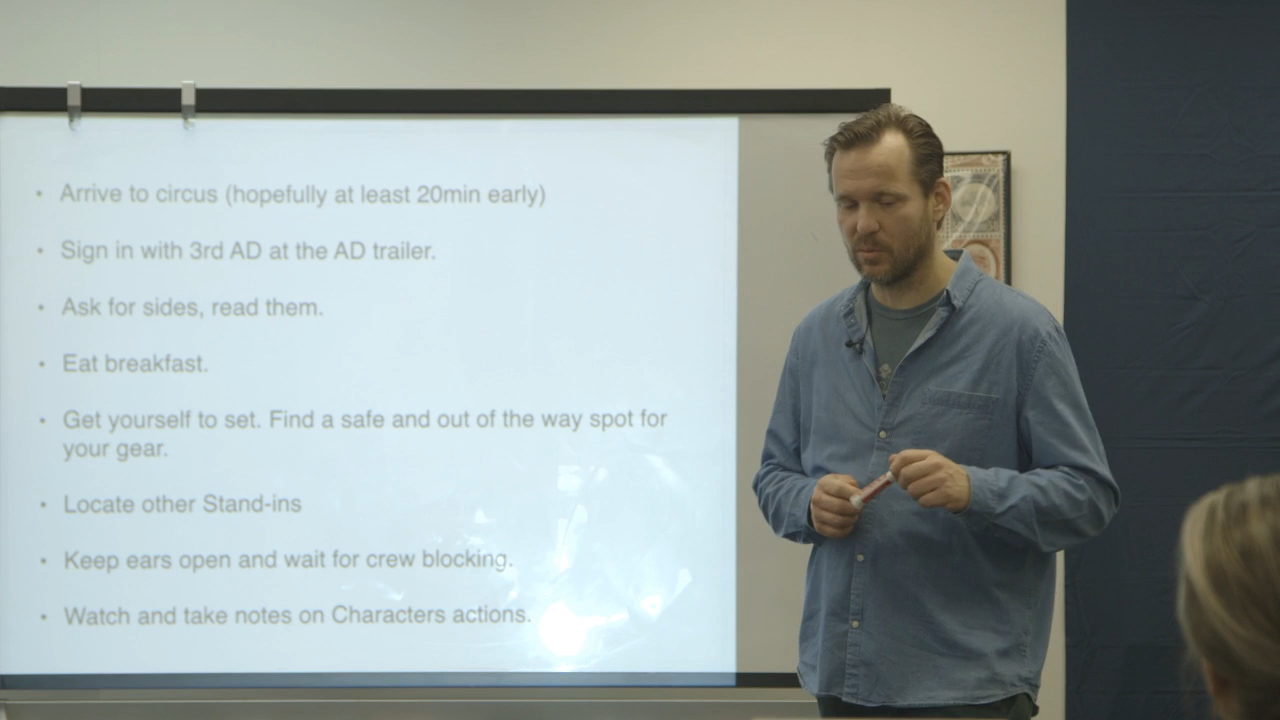 • Arrive to circus (hopefully at least 20min early)
• Sign in with 3rd AD at the AD trailer.
• Ask for sides, read them.
• Eat breakfast.
• Get yourself to set. Find a safe and out of the way spot for
your gear.
• Locate other Stand-ins
• Keep ears open and wait for crew blocking.
• Watch and take notes on Characters actions.